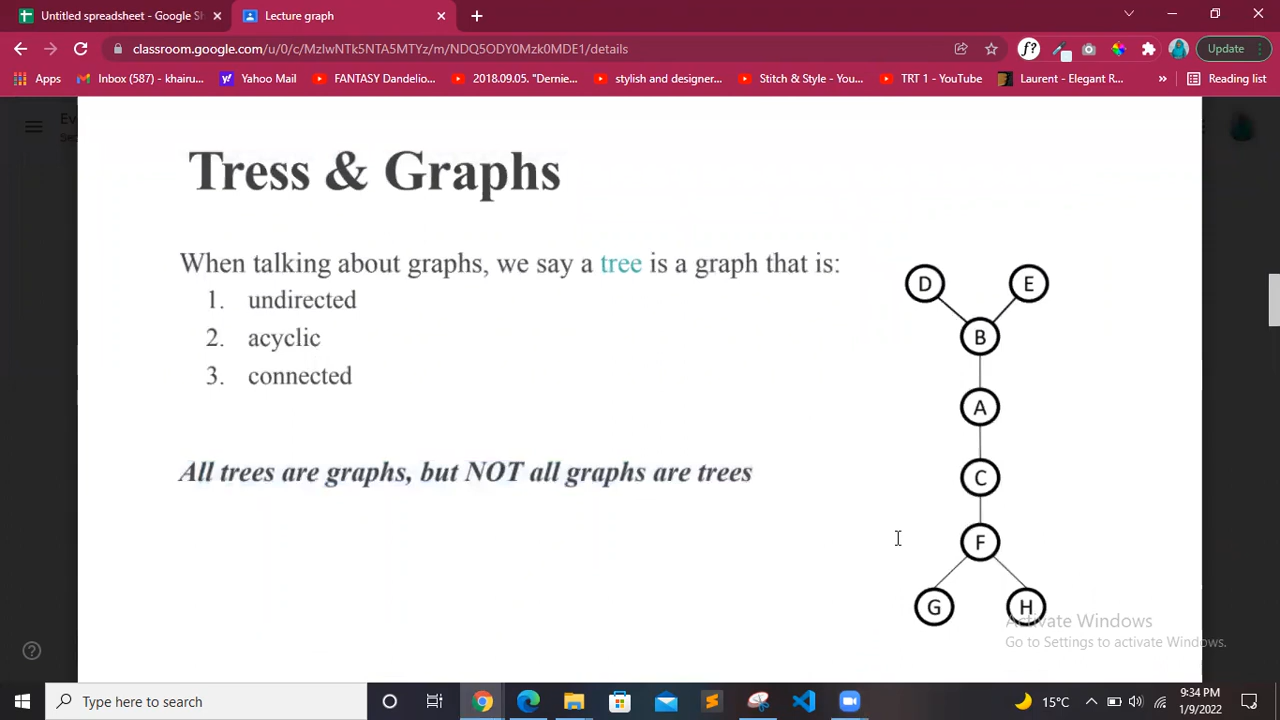 Untitled spreadsheet - Google Sh
Lecture graph
classroom.google.com/u/0/c/MzlwNTk5NTA5MTYz/m/NDQ5ODY0Mzk0MDE1/details
Update
Apps
Inbox (587) - khairu...
Yahoo Mail
FANTASY Dandelio...
2018.09.05. "Dernie...
stylish and designer...
Stitch & Style - You...
TRT 1 - YouTube
Laurent - Elegant R...
Reading list
Tress & Graphs
When talking about graphs, we say a tree is a graph that is:
1. undirected
2. acyclic
3. connected
All trees are graphs, but NOT all graphs are trees
D E
B
A
C
F
G H
Activate Windows
Go to Settings to activate Windows.
Type here to search
15°C
9:34 PM
1/9/2022